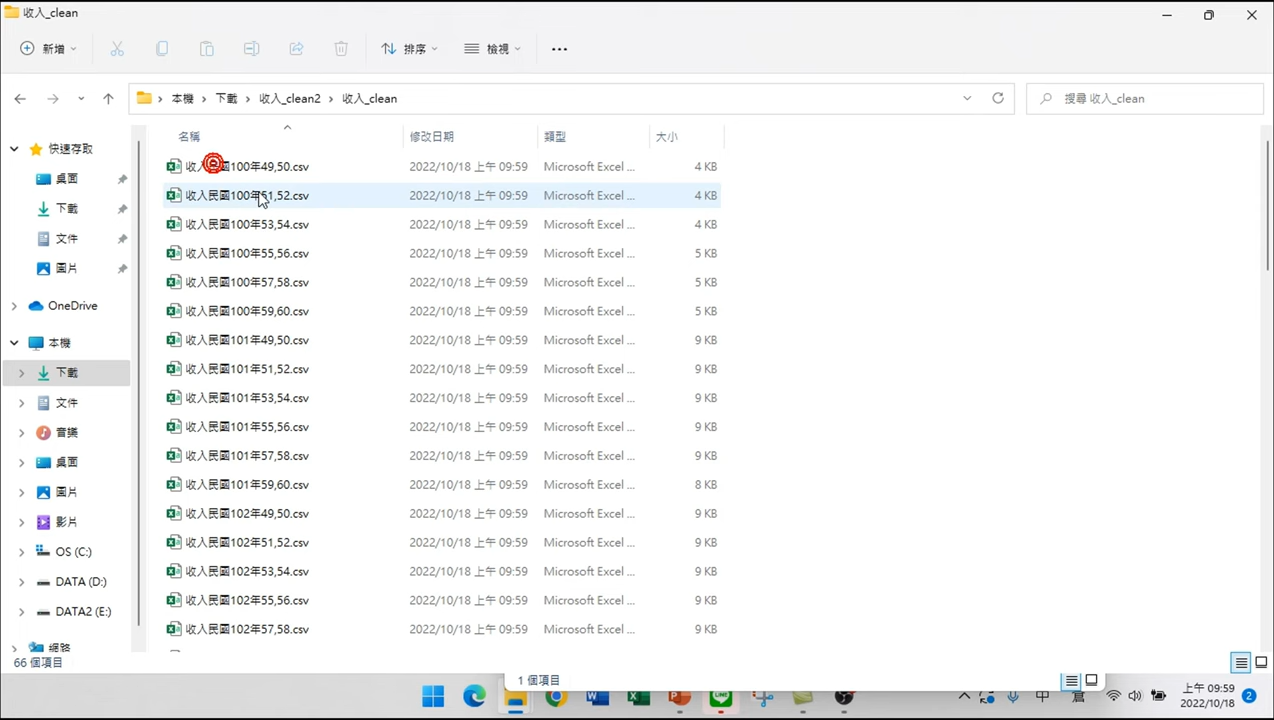 收入_clean
新增
排序
檢視
本機 > 下載 > 收入_clean2 > 收入_clean
搜尋 收入_clean
名稱 修改日期 類型 大小
收入民國100年49,50.csv 2022/10/18 上午 09:59 Microsoft Excel ... 4 KB
收入民國100年51,52.csv 2022/10/18 上午 09:59 Microsoft Excel ... 4 KB
收入民國100年53,54.csv 2022/10/18 上午 09:59 Microsoft Excel ... 4 KB
收入民國100年55,56.csv 2022/10/18 上午 09:59 Microsoft Excel ... 5 KB
收入民國100年57,58.csv 2022/10/18 上午 09:59 Microsoft Excel ... 5 KB
收入民國100年59,60.csv 2022/10/18 上午 09:59 Microsoft Excel ... 5 KB
收入民國101年49,50.csv 2022/10/18 上午 09:59 Microsoft Excel ... 9 KB
收入民國101年51,52.csv 2022/10/18 上午 09:59 Microsoft Excel ... 9 KB
收入民國101年53,54.csv 2022/10/18 上午 09:59 Microsoft Excel ... 9 KB
收入民國101年55,56.csv 2022/10/18 上午 09:59 Microsoft Excel ... 9 KB
收入民國101年57,58.csv 2022/10/18 上午 09:59 Microsoft Excel ... 9 KB
收入民國101年59,60.csv 2022/10/18 上午 09:59 Microsoft Excel ... 8 KB
收入民國102年49,50.csv 2022/10/18 上午 09:59 Microsoft Excel ... 9 KB
收入民國102年51,52.csv 2022/10/18 上午 09:59 Microsoft Excel ... 9 KB
收入民國102年53,54.csv 2022/10/18 上午 09:59 Microsoft Excel ... 9 KB
收入民國102年55,56.csv 2022/10/18 上午 09:59 Microsoft Excel ... 9 KB
收入民國102年57,58.csv 2022/10/18 上午 09:59 Microsoft Excel ... 9 KB
快速存取
桌面
下載
文件
圖片
OneDrive
本機
下載
文件
音樂
桌面
圖片
影片
OS (C:)
DATA (D:)
DATA2 (E:)
網路
66 個項目
1 個項目
中
上午 09:59
2022/10/18
2